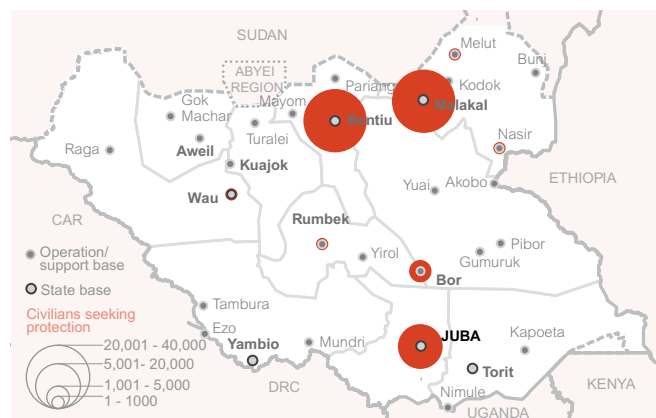 SUDAN
Melut
Bunj
ABYEI
REGION
Pariang
Kodok
Gok
Machar
Mayom
Malakal
Bentiu
Turalei
Aweil
Nasir
Raga
Kuajok
ETHIOPIA
Yuai
Akobo
Wau
CAR
Rumbek
Operation/
support base
Yirol
Pibor
Gumuruk
State base
Bor
Civilians seeking
protection
Tambura
20,001 - 40,000
Ezo
JUBA
5,001- 20,000
Yambio
Mundri
Kapoeta
1,001 - 5,000
Torit
1 - 1000
DRC
KENYA
Nimule
UGANDA